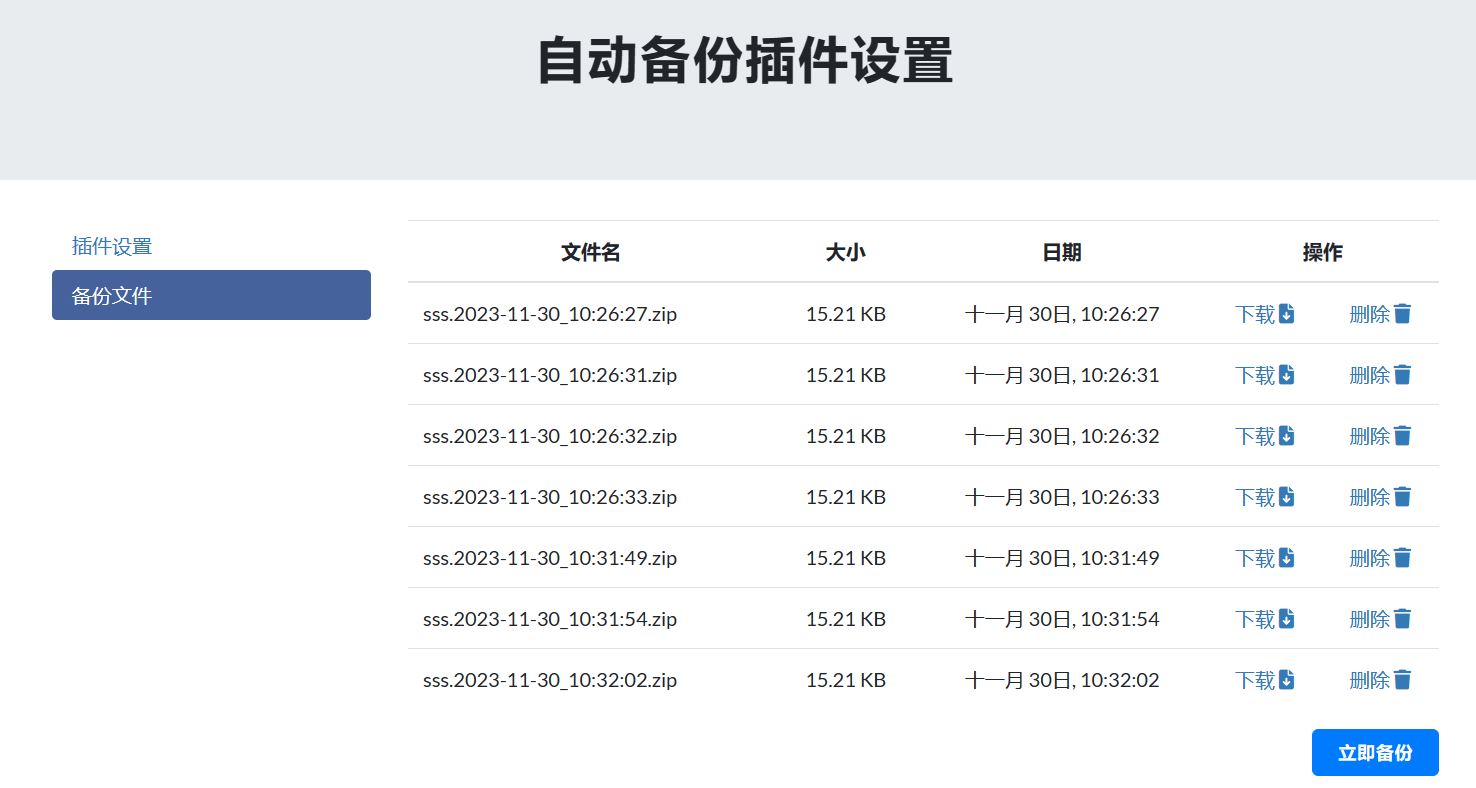 自动备份插件设置
插件设置
备份文件
文件名 大小 日期 操作
sss.2023-11-30_10:26:27.zip 15.21 KB 十一月 30日, 10:26:27 下载 删除
sss.2023-11-30_10:26:31.zip 15.21 KB 十一月 30日, 10:26:31 下载 删除
sss.2023-11-30_10:26:32.zip 15.21 KB 十一月 30日, 10:26:32 下载 删除
sss.2023-11-30_10:26:33.zip 15.21 KB 十一月 30日, 10:26:33 下载 删除
sss.2023-11-30_10:31:49.zip 15.21 KB 十一月 30日, 10:31:49 下载 删除
sss.2023-11-30_10:31:54.zip 15.21 KB 十一月 30日, 10:31:54 下载 删除
sss.2023-11-30_10:32:02.zip 15.21 KB 十一月 30日, 10:32:02 下载 删除
立即备份